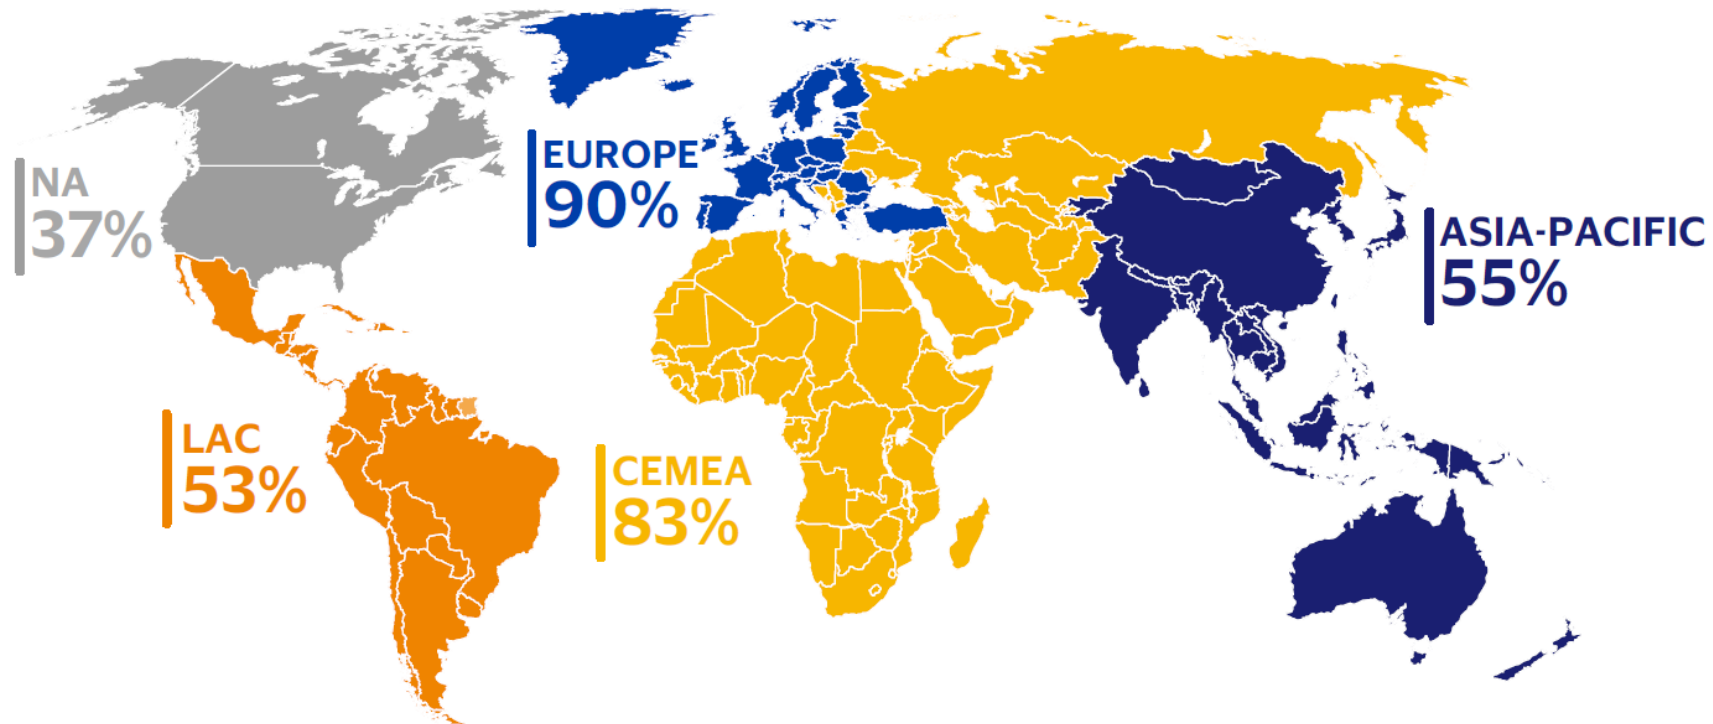 NA
37%
EUROPE
90%
ASIA-PACIFIC
55%
LAC
53%
CEMEA
83%